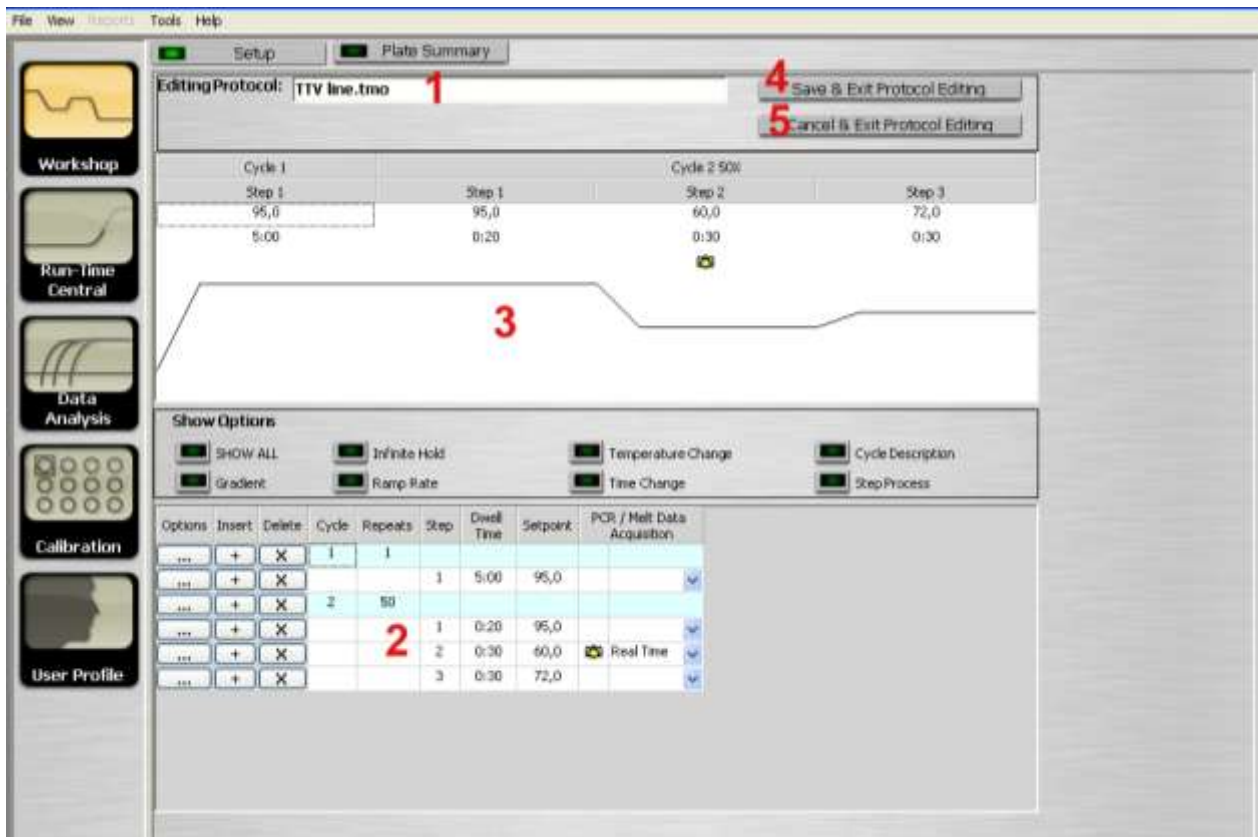 File View Reports Tools Help
Setup Plate Summary
Editing Protocol: TTV line.tmo 1
4 Save & Exit Protocol Editing
5 Cancel & Exit Protocol Editing
Workshop
Run-Time
Central
Data
Analysis
Calibration
User Profile
Cycle 1 Cycle 2 50X
Step 1 Step 1 Step 2 Step 3
95,0 95,0 60,0 72,0
5:00 0:20 0:30 0:30
3
Show Options
SHOW ALL Infinite Hold Temperature Change Cycle Description
Gradient Ramp Rate Time Change Step Process
Options Insert Delete Cycle Repeats Step Dwell Time Setpoint PCR / Melt Data Acquisition
... + X 1 1
... + X 1 5:00 95,0
... + X 2 50
... + X 1 0:20 95,0
... + X 2 2 0:30 60,0 Real Time
... + X 3 0:30 72,0